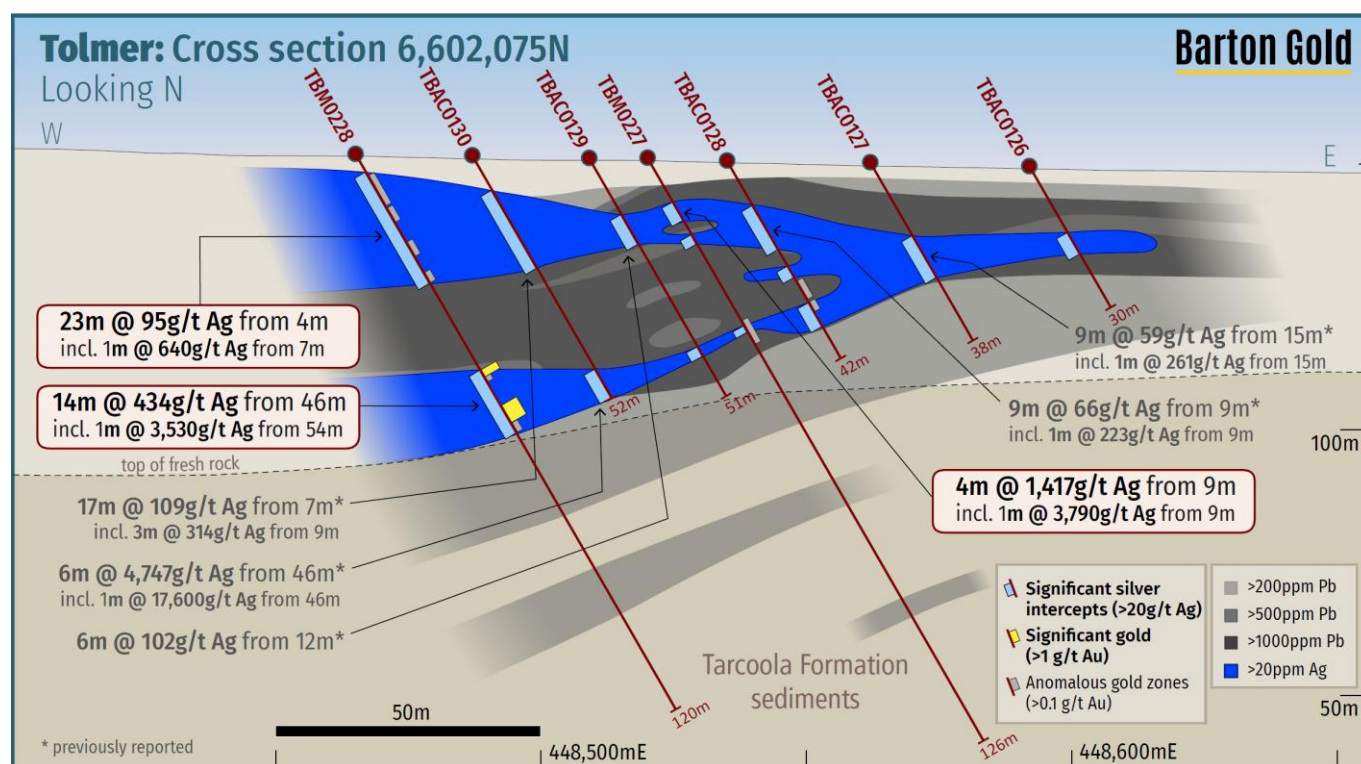 Tolmer: Cross section 6,602,075N
Barton Gold
Looking N
W
E
TBM0228
TBAC0130
TBAC0129
TBM0227
TBAC0128
TBAC0127
TBAC0126
23m @ 95g/t Ag from 4m
incl. 1m @ 640g/t Ag from 7m
14m @ 434g/t Ag from 46m
incl. 1m @ 3,530g/t Ag from 54m
top of fresh rock
17m @ 109g/t Ag from 7m*
incl. 3m @ 314g/t Ag from 9m
6m @ 4,747g/t Ag from 46m*
incl. 1m @ 17,600g/t Ag from 46m
6m @ 102g/t Ag from 12m*
52m
51m
42m
38m
30m
9m @ 59g/t Ag from 15m*
incl. 1m @ 261g/t Ag from 15m
9m @ 66g/t Ag from 9m*
incl. 1m @ 223g/t Ag from 9m
4m @ 1,417g/t Ag from 9m
incl. 1m @ 3,790g/t Ag from 9m
100m
Significant silver
intercepts (>20g/t Ag)
Significant gold
(>1 g/t Au)
Anomalous gold zones
(>0.1 g/t Au)
>200ppm Pb
>500ppm Pb
>1000ppm Pb
>20ppm Ag
Tarcoola Formation
sediments
120m
126m
50m
50m
* previously reported
448,500mE
448,600mE